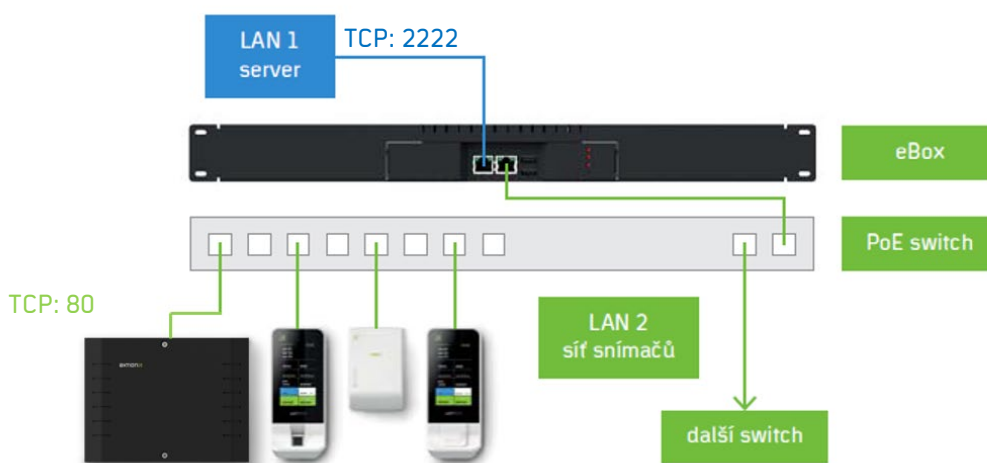 LAN 1
server
TCP: 2222
eBox
PoE switch
TCP: 80
LAN 2
síť snímačů
další switch